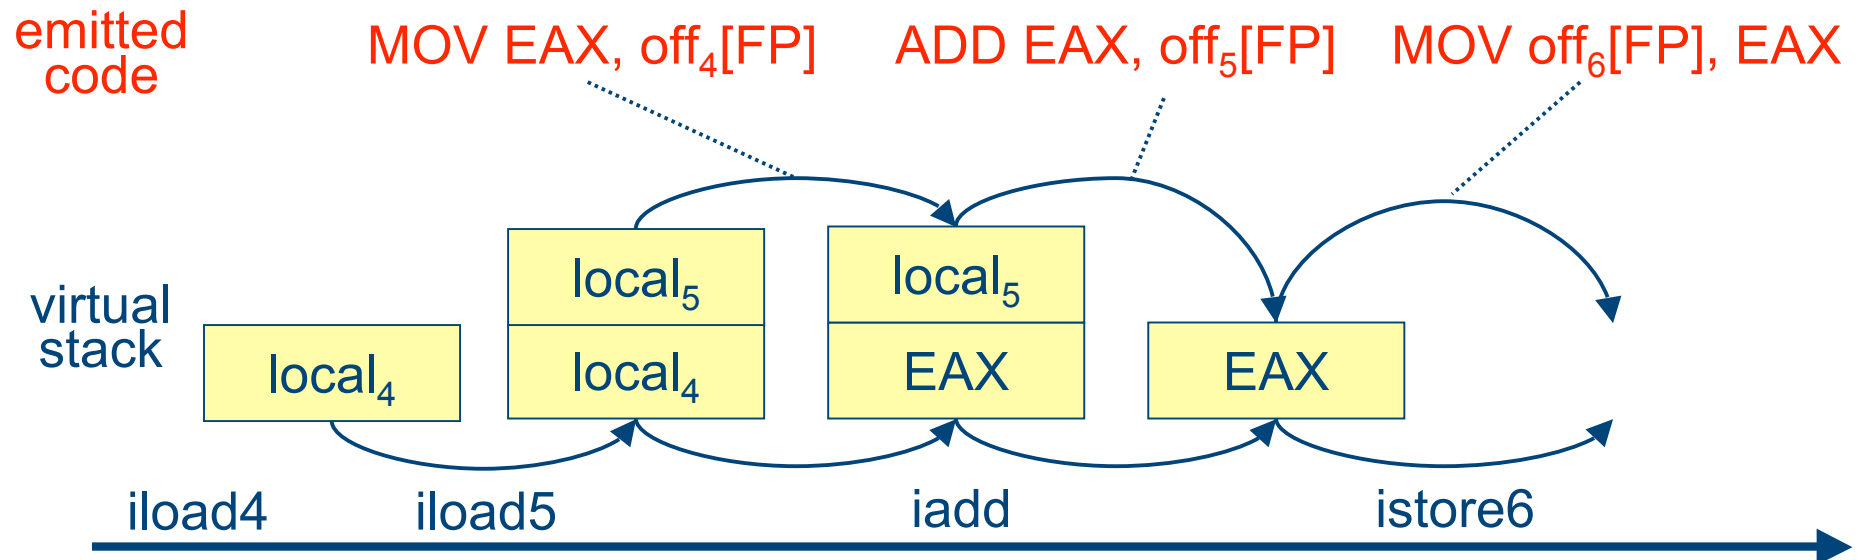 emitted
code
MOV EAX, off₄[FP]
ADD EAX, off₅[FP]
MOV off₆[FP], EAX
virtual
stack
local₄
local₅
local₄
local₅
EAX
EAX
iload4
iload5
iadd
istore6